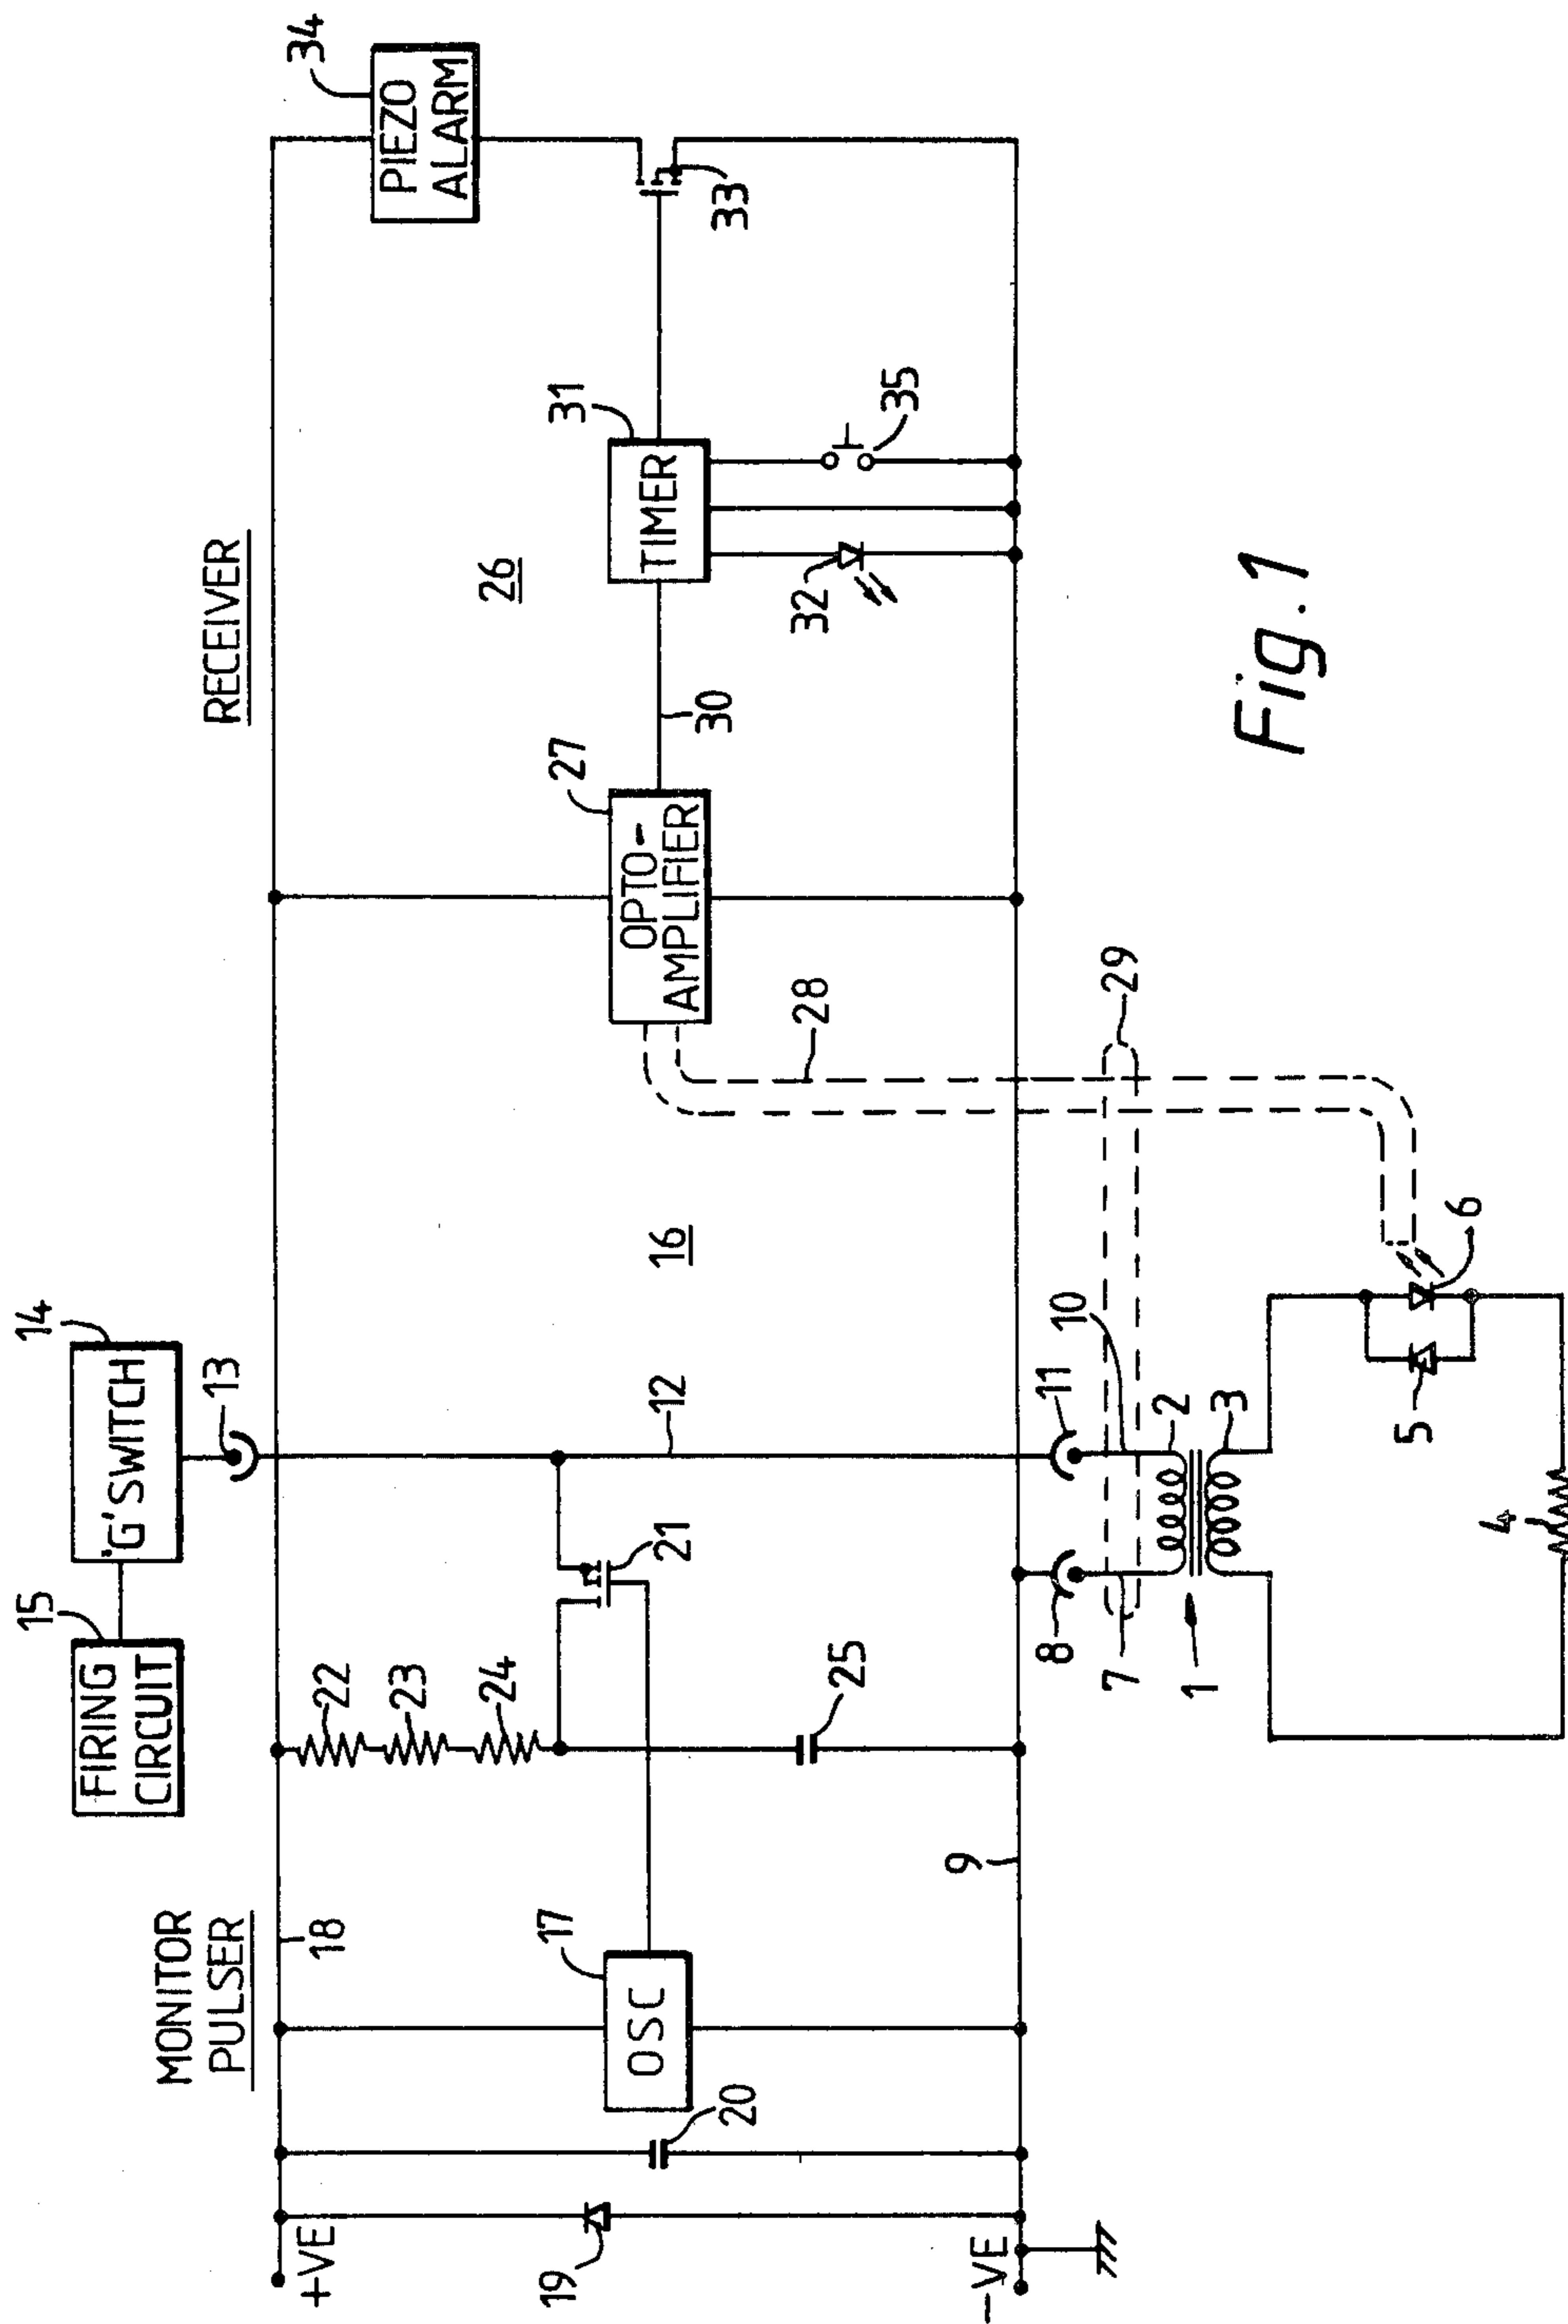 FIRING
CIRCUIT
15
'G' SWITCH
14
13
MONITOR
PULSER
RECEIVER
PIEZO
ALARM
34
+VE
18
22
23
24
12
16
26
OSC
17
19
20
21
25
OPTO-
AMPLIFIER
27
28
30
TIMER
31
32
35
33
-VE
9
8
7
1
11
10
2
3
29
4
5
6
Fig. 1